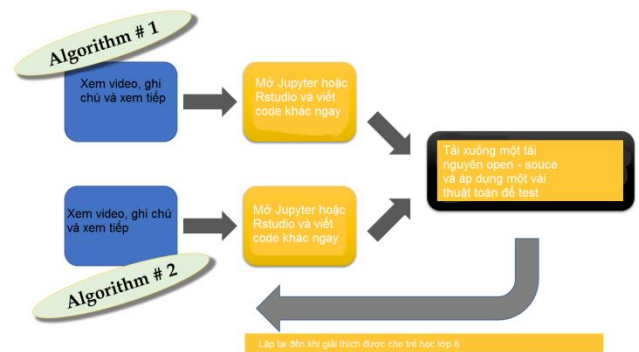 Algorithm # 1
Xem video, ghi
chú và xem tiếp
Mở Jupyter hoặc
Rstudio và viết
code khác ngay
Tải xuống một tài
nguyên open - souce
và áp dụng một vài
thuật toán để test
Xem video, ghi chú
và xem tiếp
Mở Jupyter hoặc
Rstudio và viết
code khác ngay
Algorithm # 2
Lặp lại đến khi giải thích được cho trẻ học lớp 8